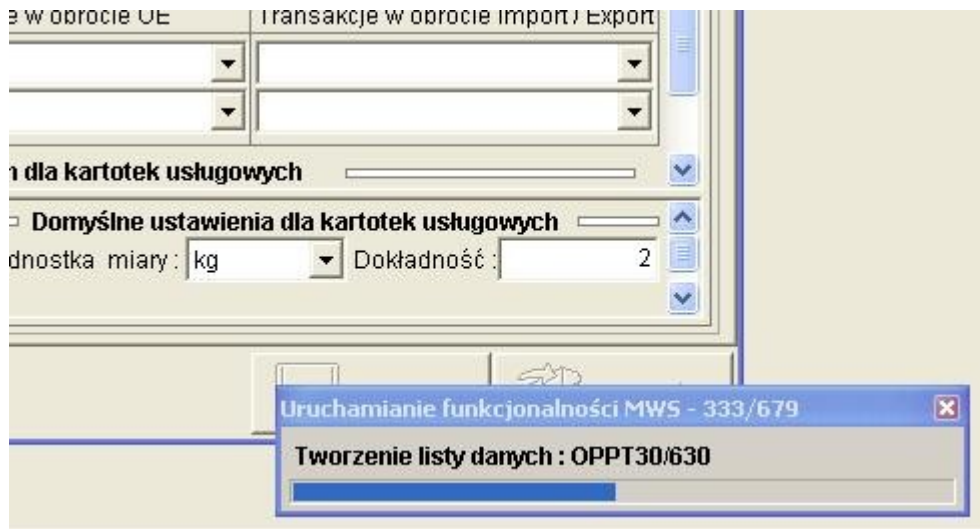 e w obrocie UE Transakcje w obrocie Import / Export
dla kartotek usługowych
Domyślne ustawienia dla kartotek usługowych
dnostka miary : kg Dokładność : 2
Uruchamianie funkcjonalności MWS - 333/679
Tworzenie listy danych : OPPT30/630